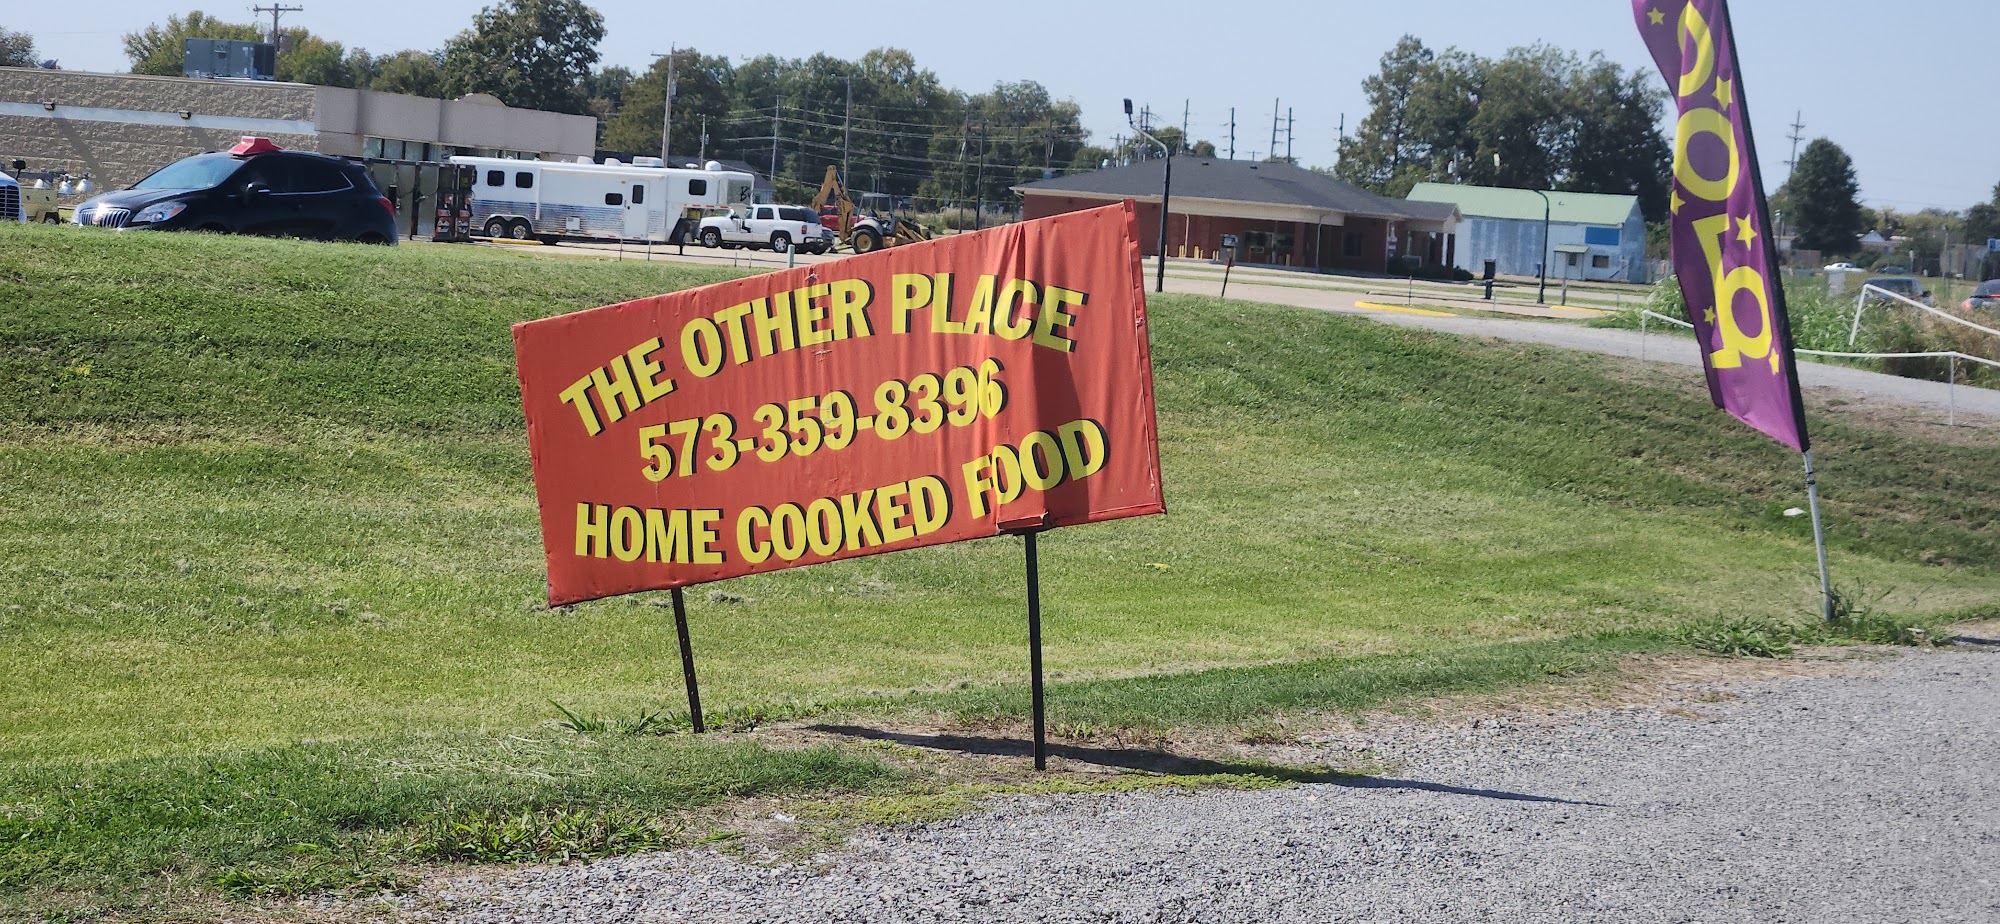 THE OTHER PLACE
573-359-8396
HOME COOKED FOOD